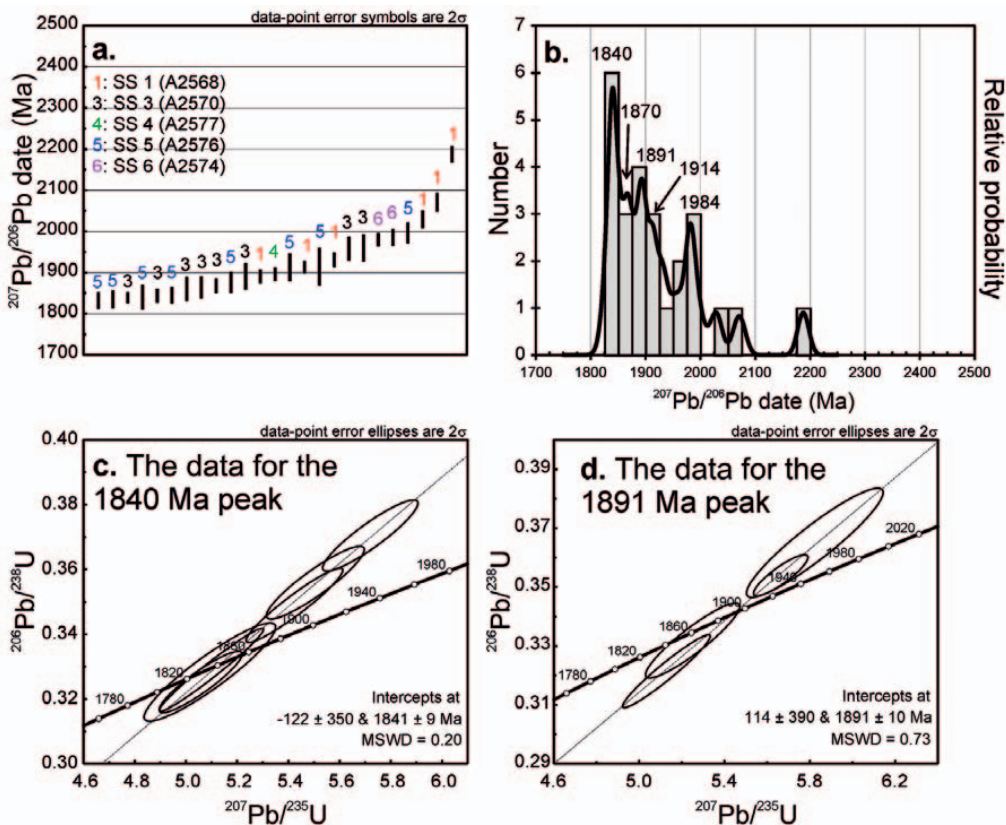 data-point error symbols are 2σ
a.
2500
2400
2300
2200
2100
2000
1900
1800
1700
²⁰⁷Pb/²⁰⁶Pb date (Ma)
1: SS 1 (A2568)
3: SS 3 (A2570)
4: SS 4 (A2577)
5: SS 5 (A2576)
6: SS 6 (A2574)
5 5 3 5 3 5 3 3 3 5 3 1 4 5 1 5 1 3 3 6 6 5 1 1 1
b.
7
6
5
4
3
2
1
0
Number
Relative probability
1840
1870
1891
1914
1984
1700 1800 1900 2000 2100 2200 2300 2400 2500
²⁰⁷Pb/²⁰⁶Pb date (Ma)
data-point error ellipses are 2σ
c. The data for the
1840 Ma peak
0.40
0.38
0.36
0.34
0.32
0.30
²⁰⁶Pb/²³⁸U
1780
1820
1860
1900
1940
1980
Intercepts at
-122 ± 350 & 1841 ± 9 Ma
MSWD = 0.20
4.6 4.8 5.0 5.2 5.4 5.6 5.8 6.0
²⁰⁷Pb/²³⁵U
data-point error ellipses are 2σ
d. The data for the
1891 Ma peak
0.39
0.37
0.35
0.33
0.31
0.29
²⁰⁶Pb/²³⁸U
1780
1820
1860
1900
1940
1980
2020
Intercepts at
114 ± 390 & 1891 ± 10 Ma
MSWD = 0.73
4.6 5.0 5.4 5.8 6.2
²⁰⁷Pb/²³⁵U